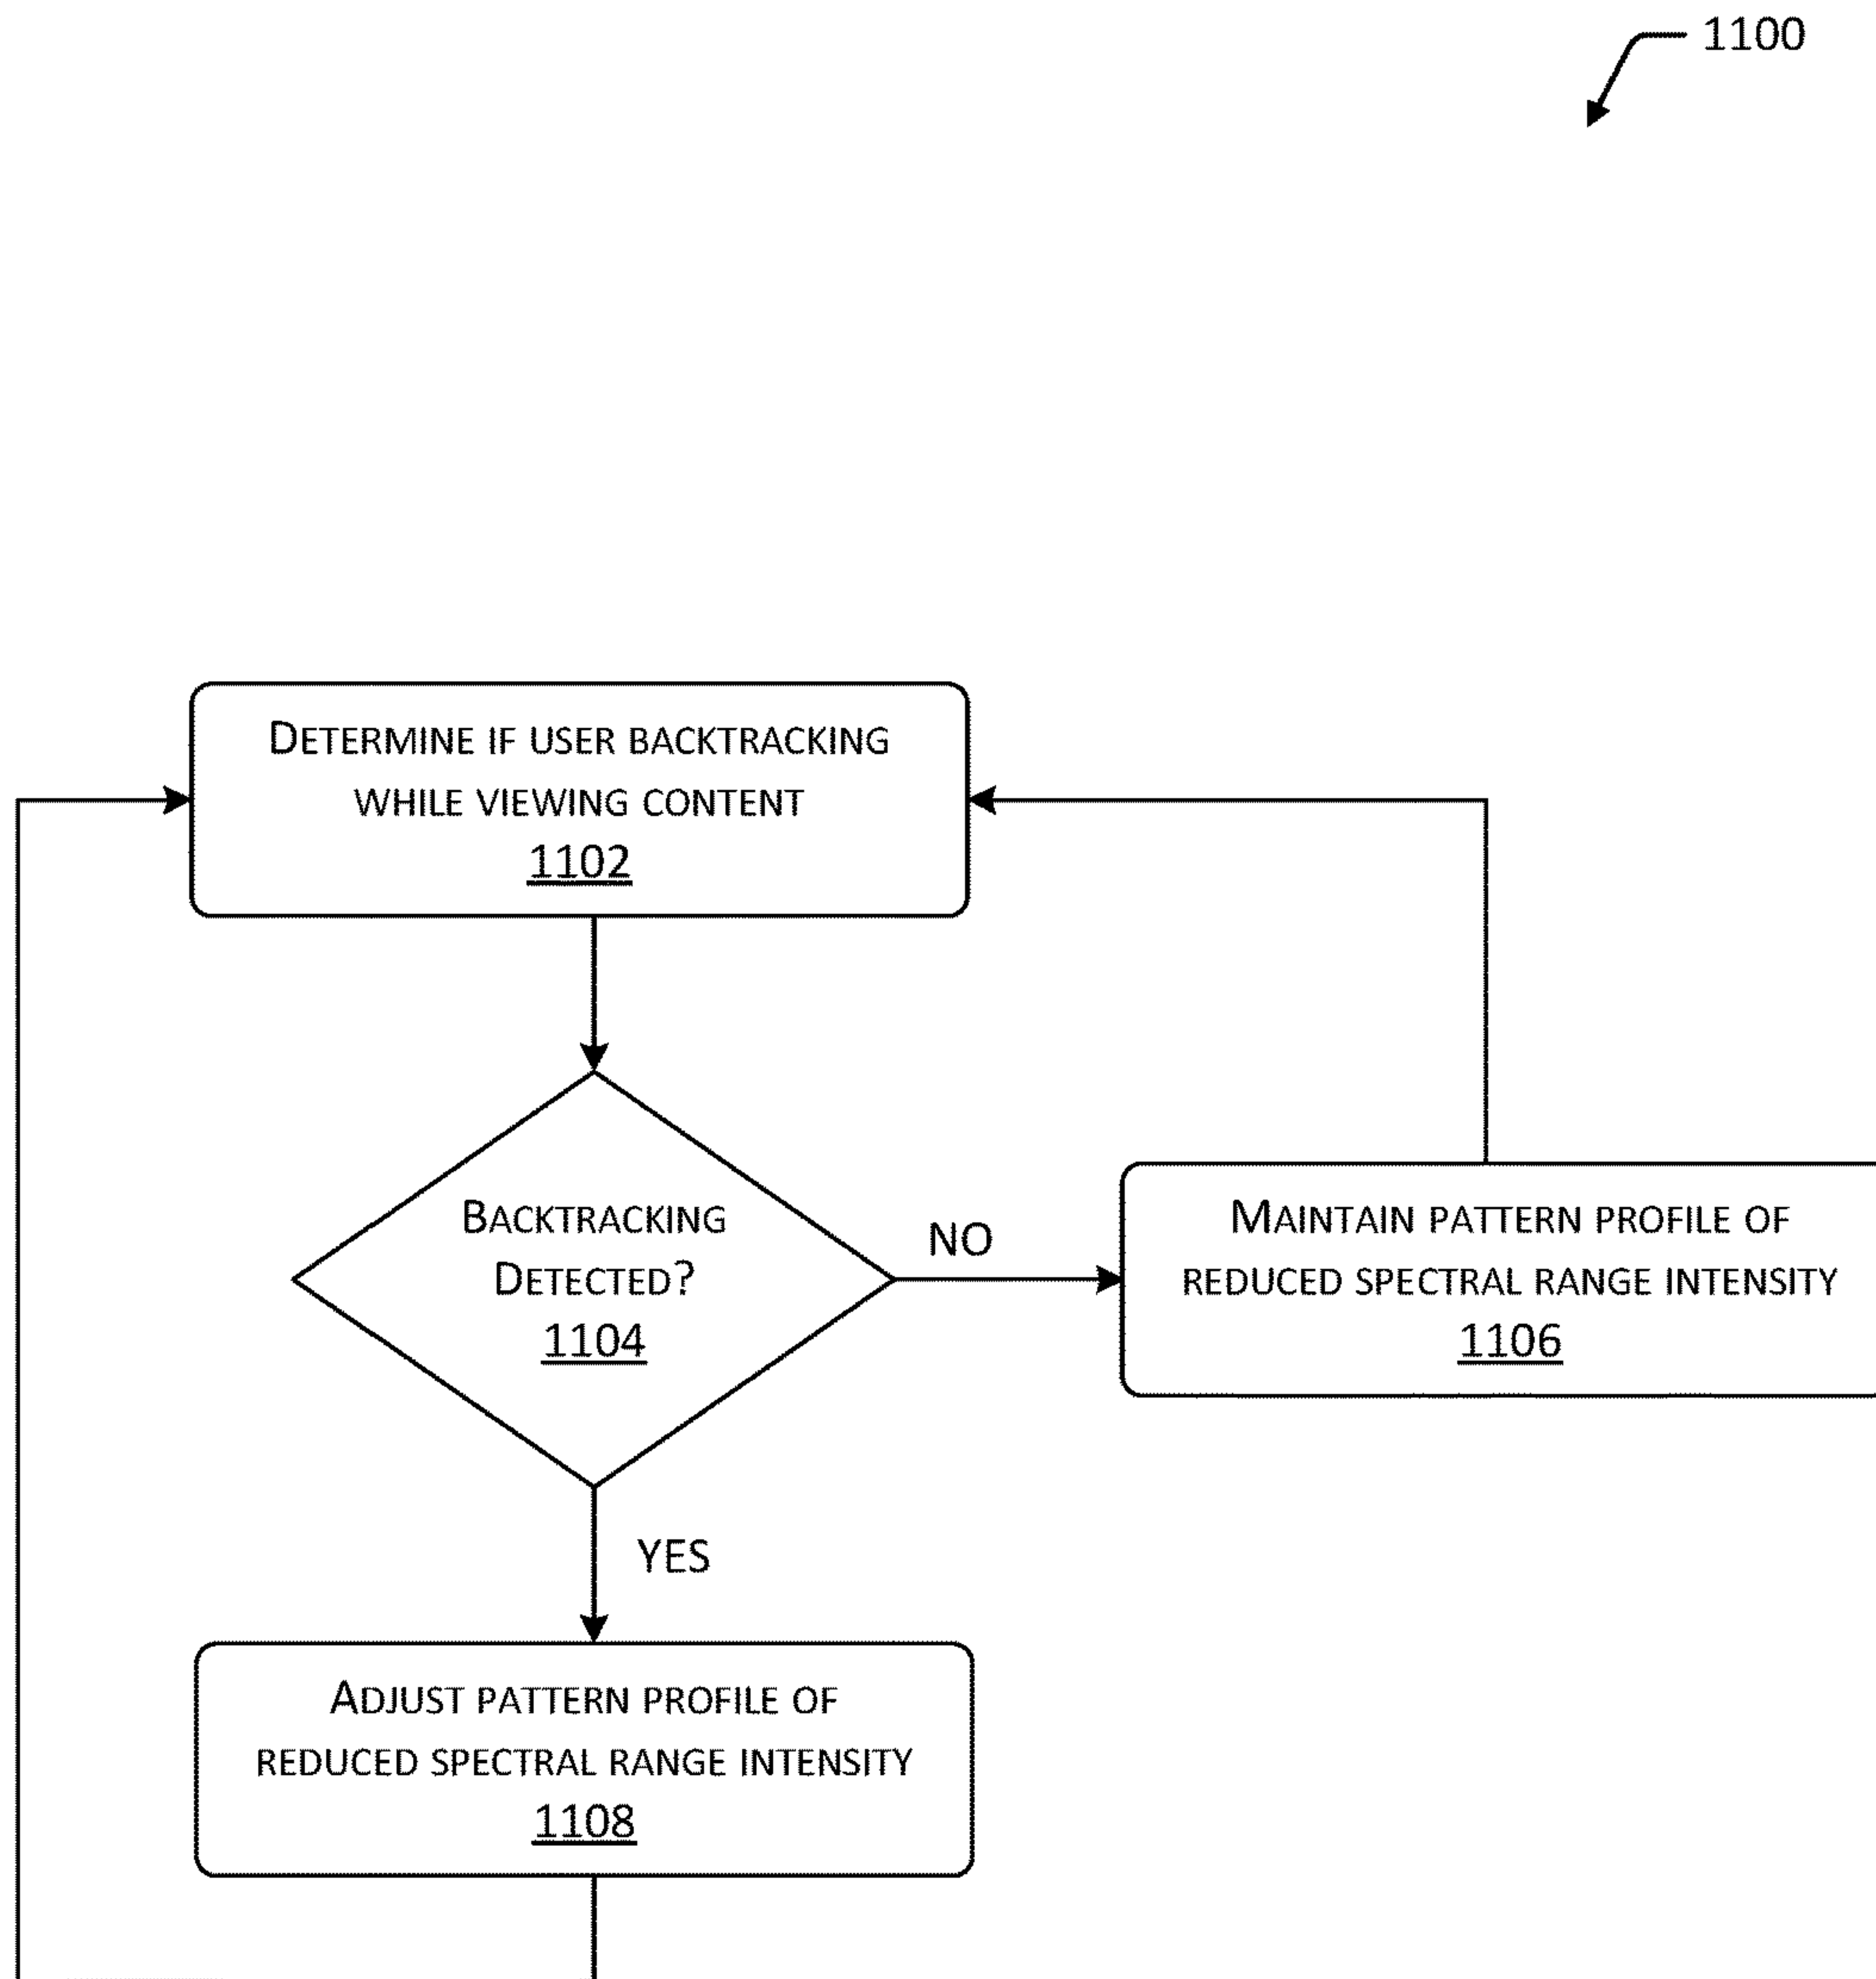 1100
DETERMINE IF USER BACKTRACKING
WHILE VIEWING CONTENT
1102
BACKTRACKING
DETECTED?
1104
NO
MAINTAIN PATTERN PROFILE OF
REDUCED SPECTRAL RANGE INTENSITY
1106
YES
ADJUST PATTERN PROFILE OF
REDUCED SPECTRAL RANGE INTENSITY
1108